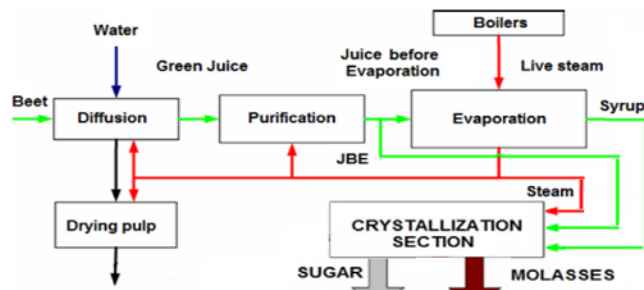 Boilers
Water
Green Juice
Juice before
Evaporation
Live steam
Beet
Diffusion
Purification
Evaporation
Syrup
JBE
Steam
Drying pulp
CRYSTALLIZATION
SECTION
SUGAR
MOLASSES